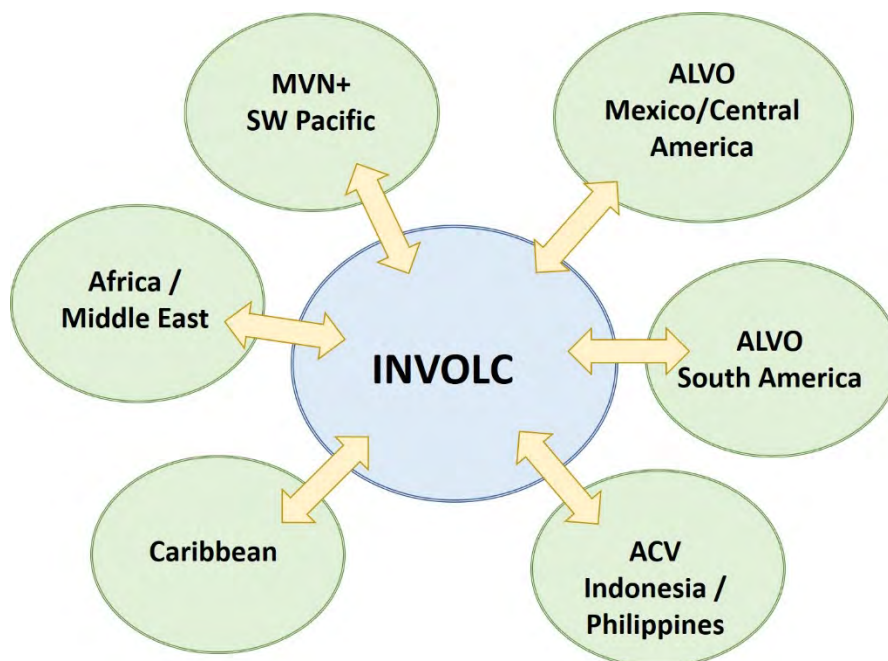 MVN+
SW Pacific
ALVO
Mexico/Central
America
Africa /
Middle East
INVOLC
ALVO
South America
Caribbean
ACV
Indonesia /
Philippines